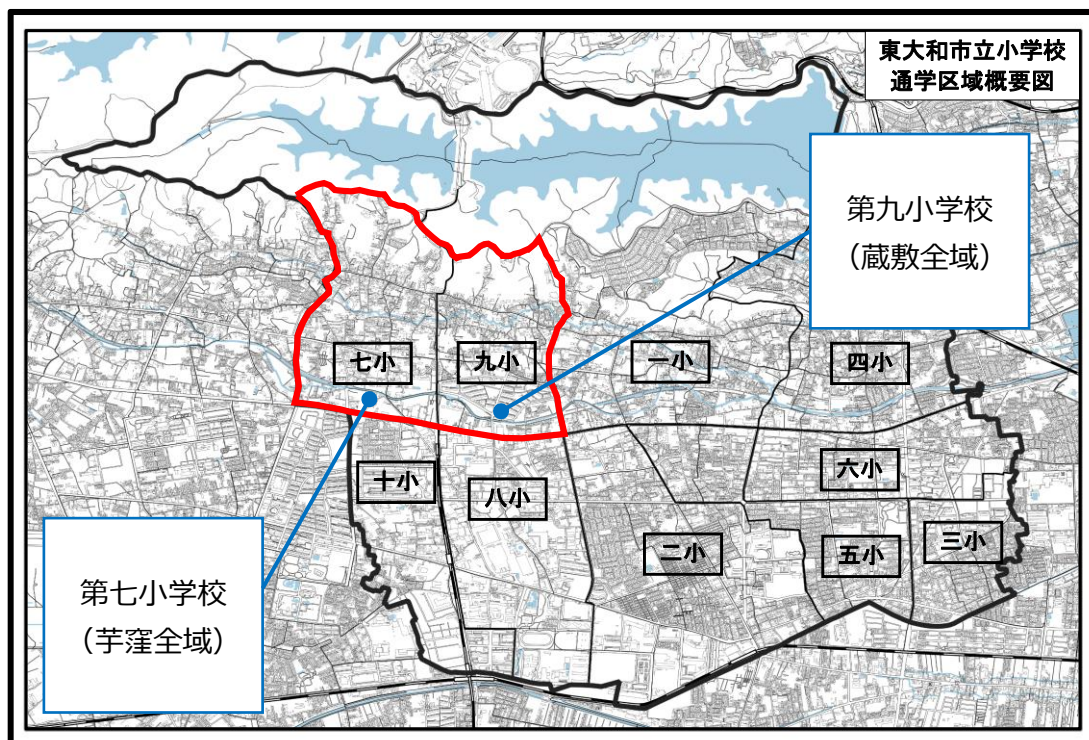 東大和市立小学校
通学区域概要図
第九小学校
(蔵敷全域)
七小
九小
一小
四小
十小
八小
六小
二小
五小
三小
第七小学校
(芋窪全域)